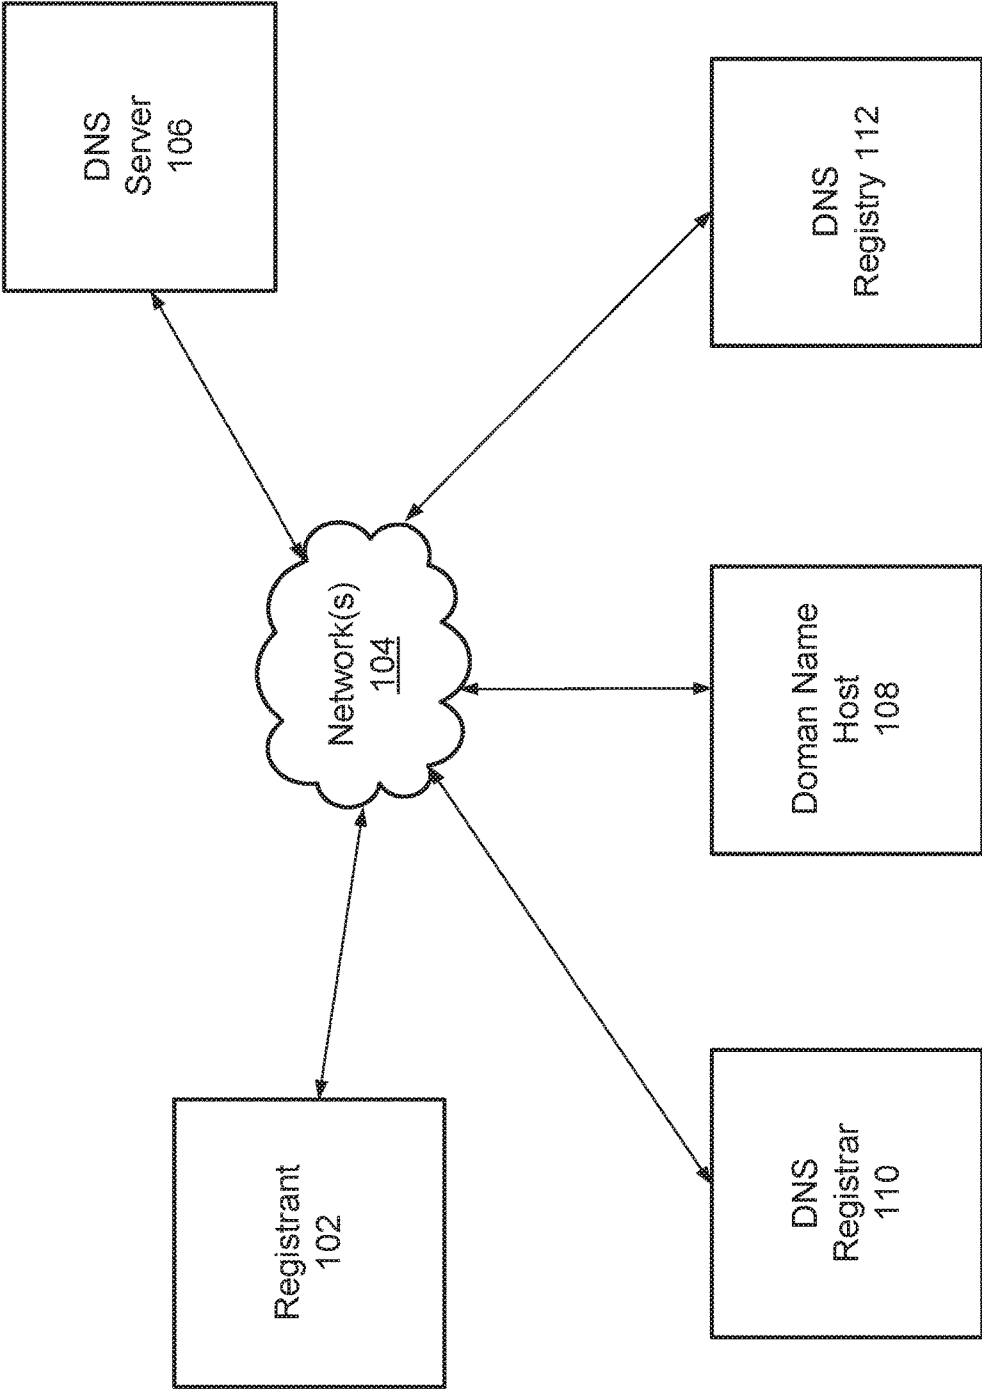 Registrant
102
DNS
Server
106
Network(s)
104
DNS
Registrar
110
Doman Name
Host
108
DNS
Registry 112